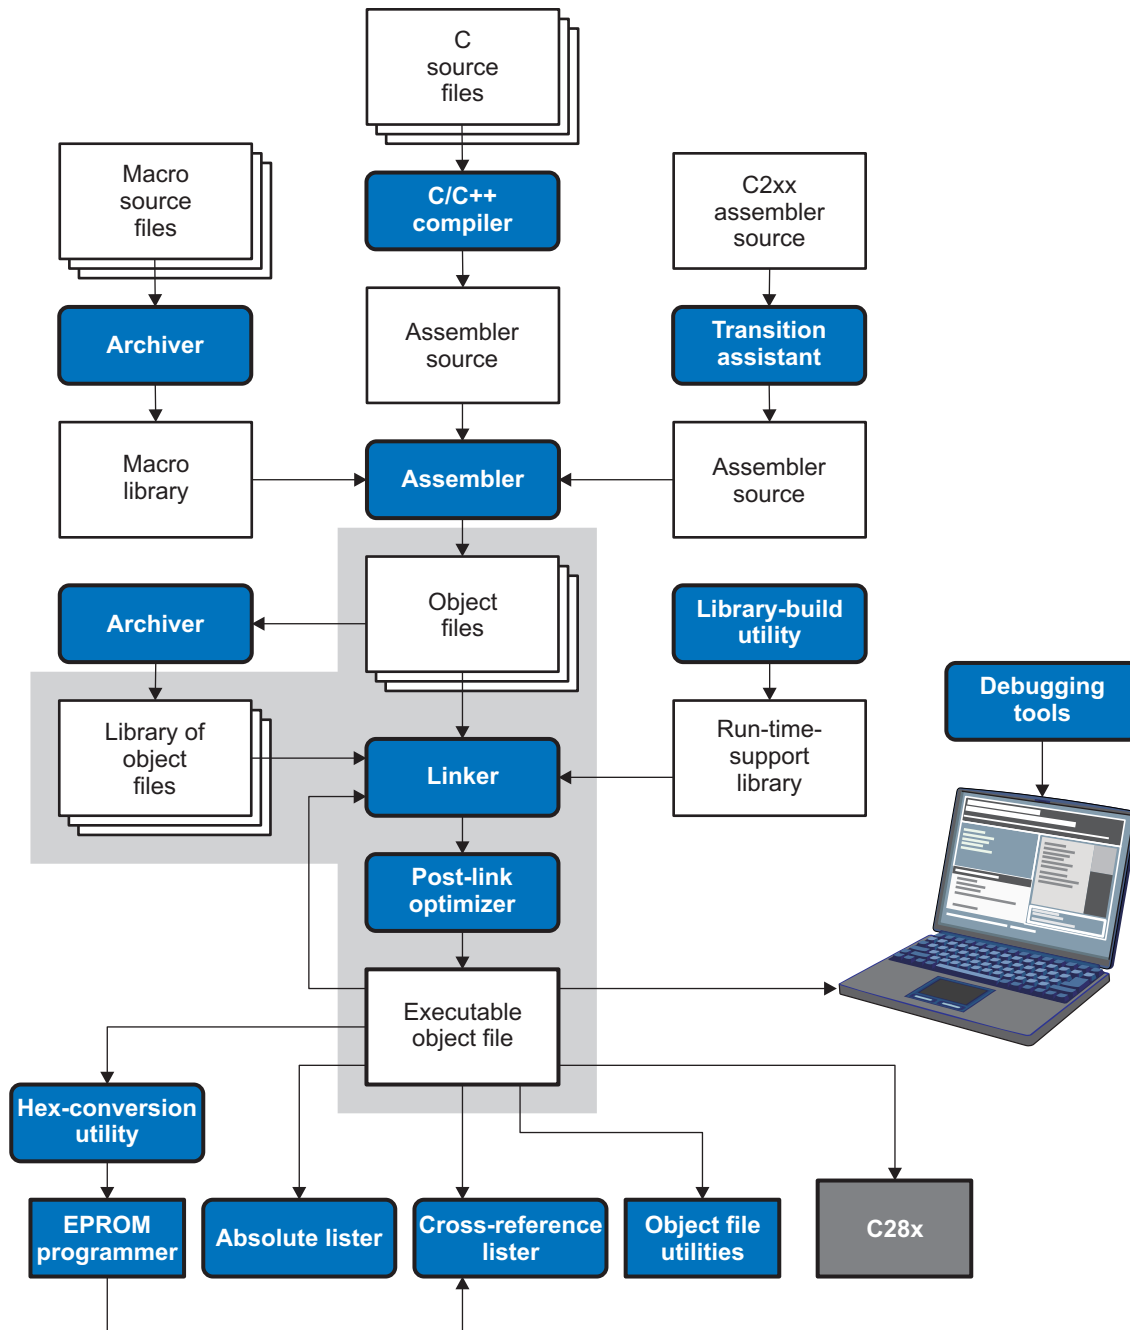 C
source
files
Macro
source
files
C/C++
compiler
C2xx
assembler
source
Archiver
Assembler
source
Transition
assistant
Macro
library
Assembler
Assembler
source
Archiver
Object
files
Library-build
utility
Debugging
tools
Library of
object
files
Linker
Run-time-
support
library
Post-link
optimizer
Executable
object file
Hex-conversion
utility
EPROM
programmer
Absolute lister
Cross-reference
lister
Object file
utilities
C28x